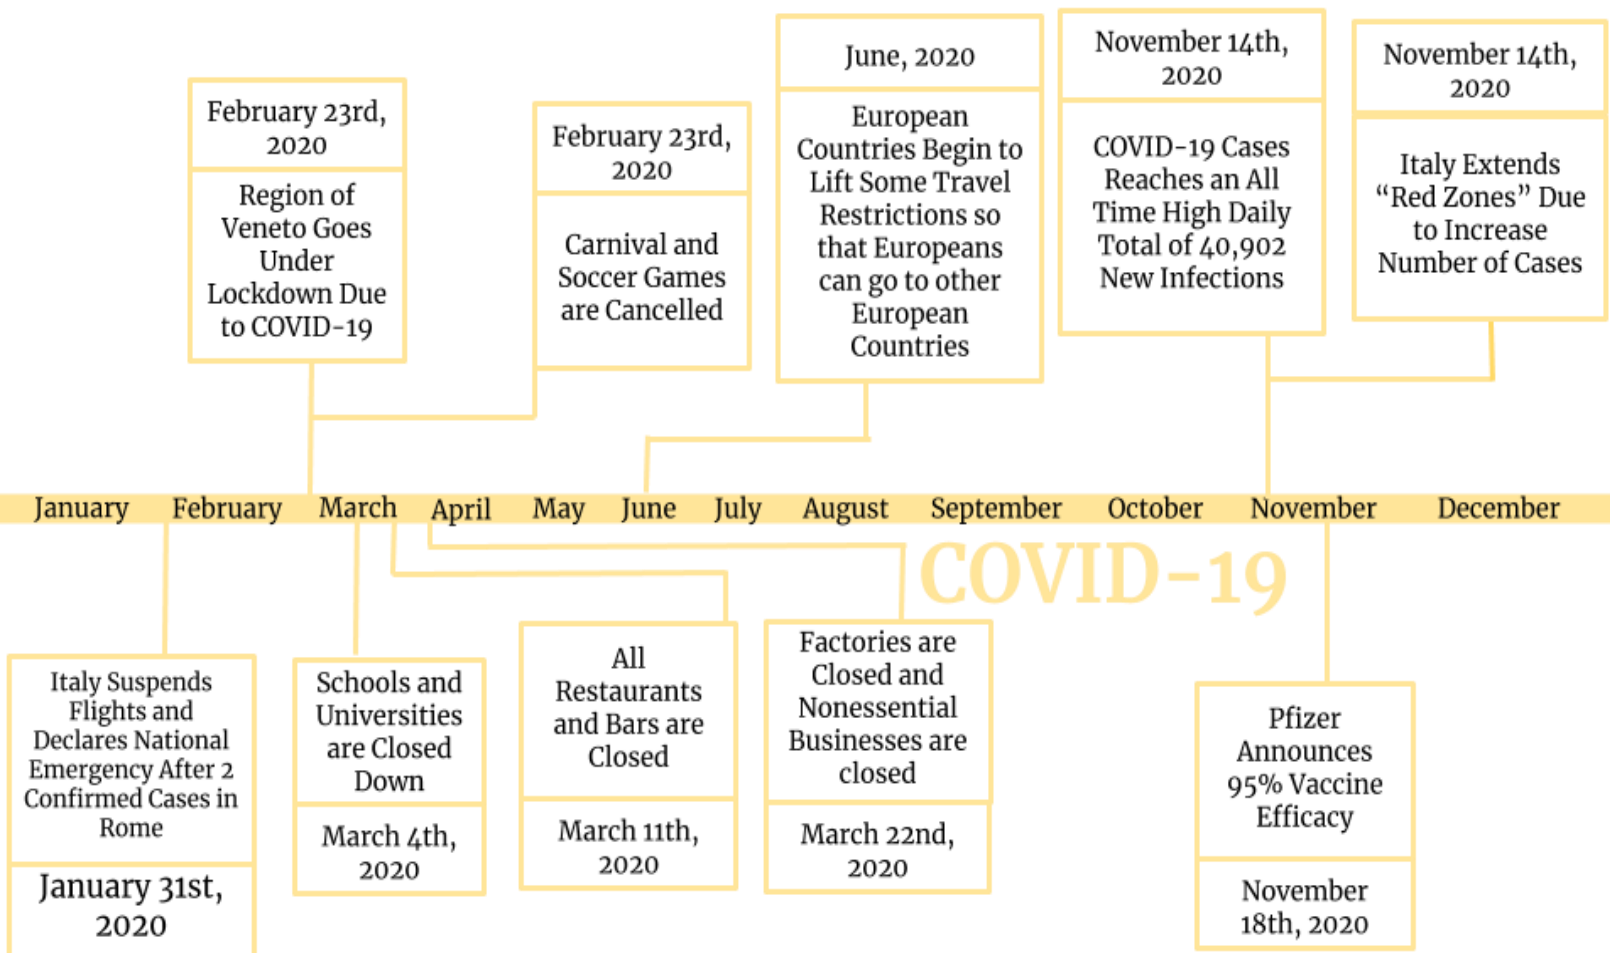 February 23rd,
2020
Region of
Veneto Goes
Under
Lockdown Due
to COVID-19
February 23rd,
2020
Carnival and
Soccer Games
are Cancelled
June, 2020
European
Countries Begin to
Lift Some Travel
Restrictions so
that Europeans
can go to other
European
Countries
November 14th,
2020
COVID-19 Cases
Reaches an All
Time High Daily
Total of 40,902
New Infections
November 14th,
2020
Italy Extends
“Red Zones” Due
to Increase
Number of Cases
January February March April May June July August September October November December
COVID-19
Italy Suspends
Flights and
Declares National
Emergency After 2
Confirmed Cases in
Rome
January 31st,
2020
Schools and
Universities
are Closed
Down
March 4th,
2020
All
Restaurants
and Bars are
Closed
March 11th,
2020
Factories are
Closed and
Nonessential
Businesses are
closed
March 22nd,
2020
Pfizer
Announces
95% Vaccine
Efficacy
November
18th, 2020